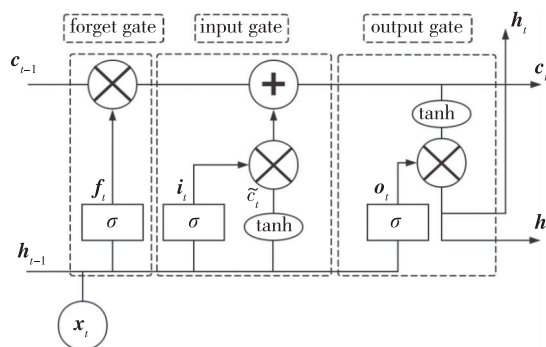 forget gate
input gate
output gate
h_t
c_{t-1}
c_t
tanh
f_t
i_t
c̃_t
o_t
σ
σ
tanh
σ
h_{t-1}
h
x_t